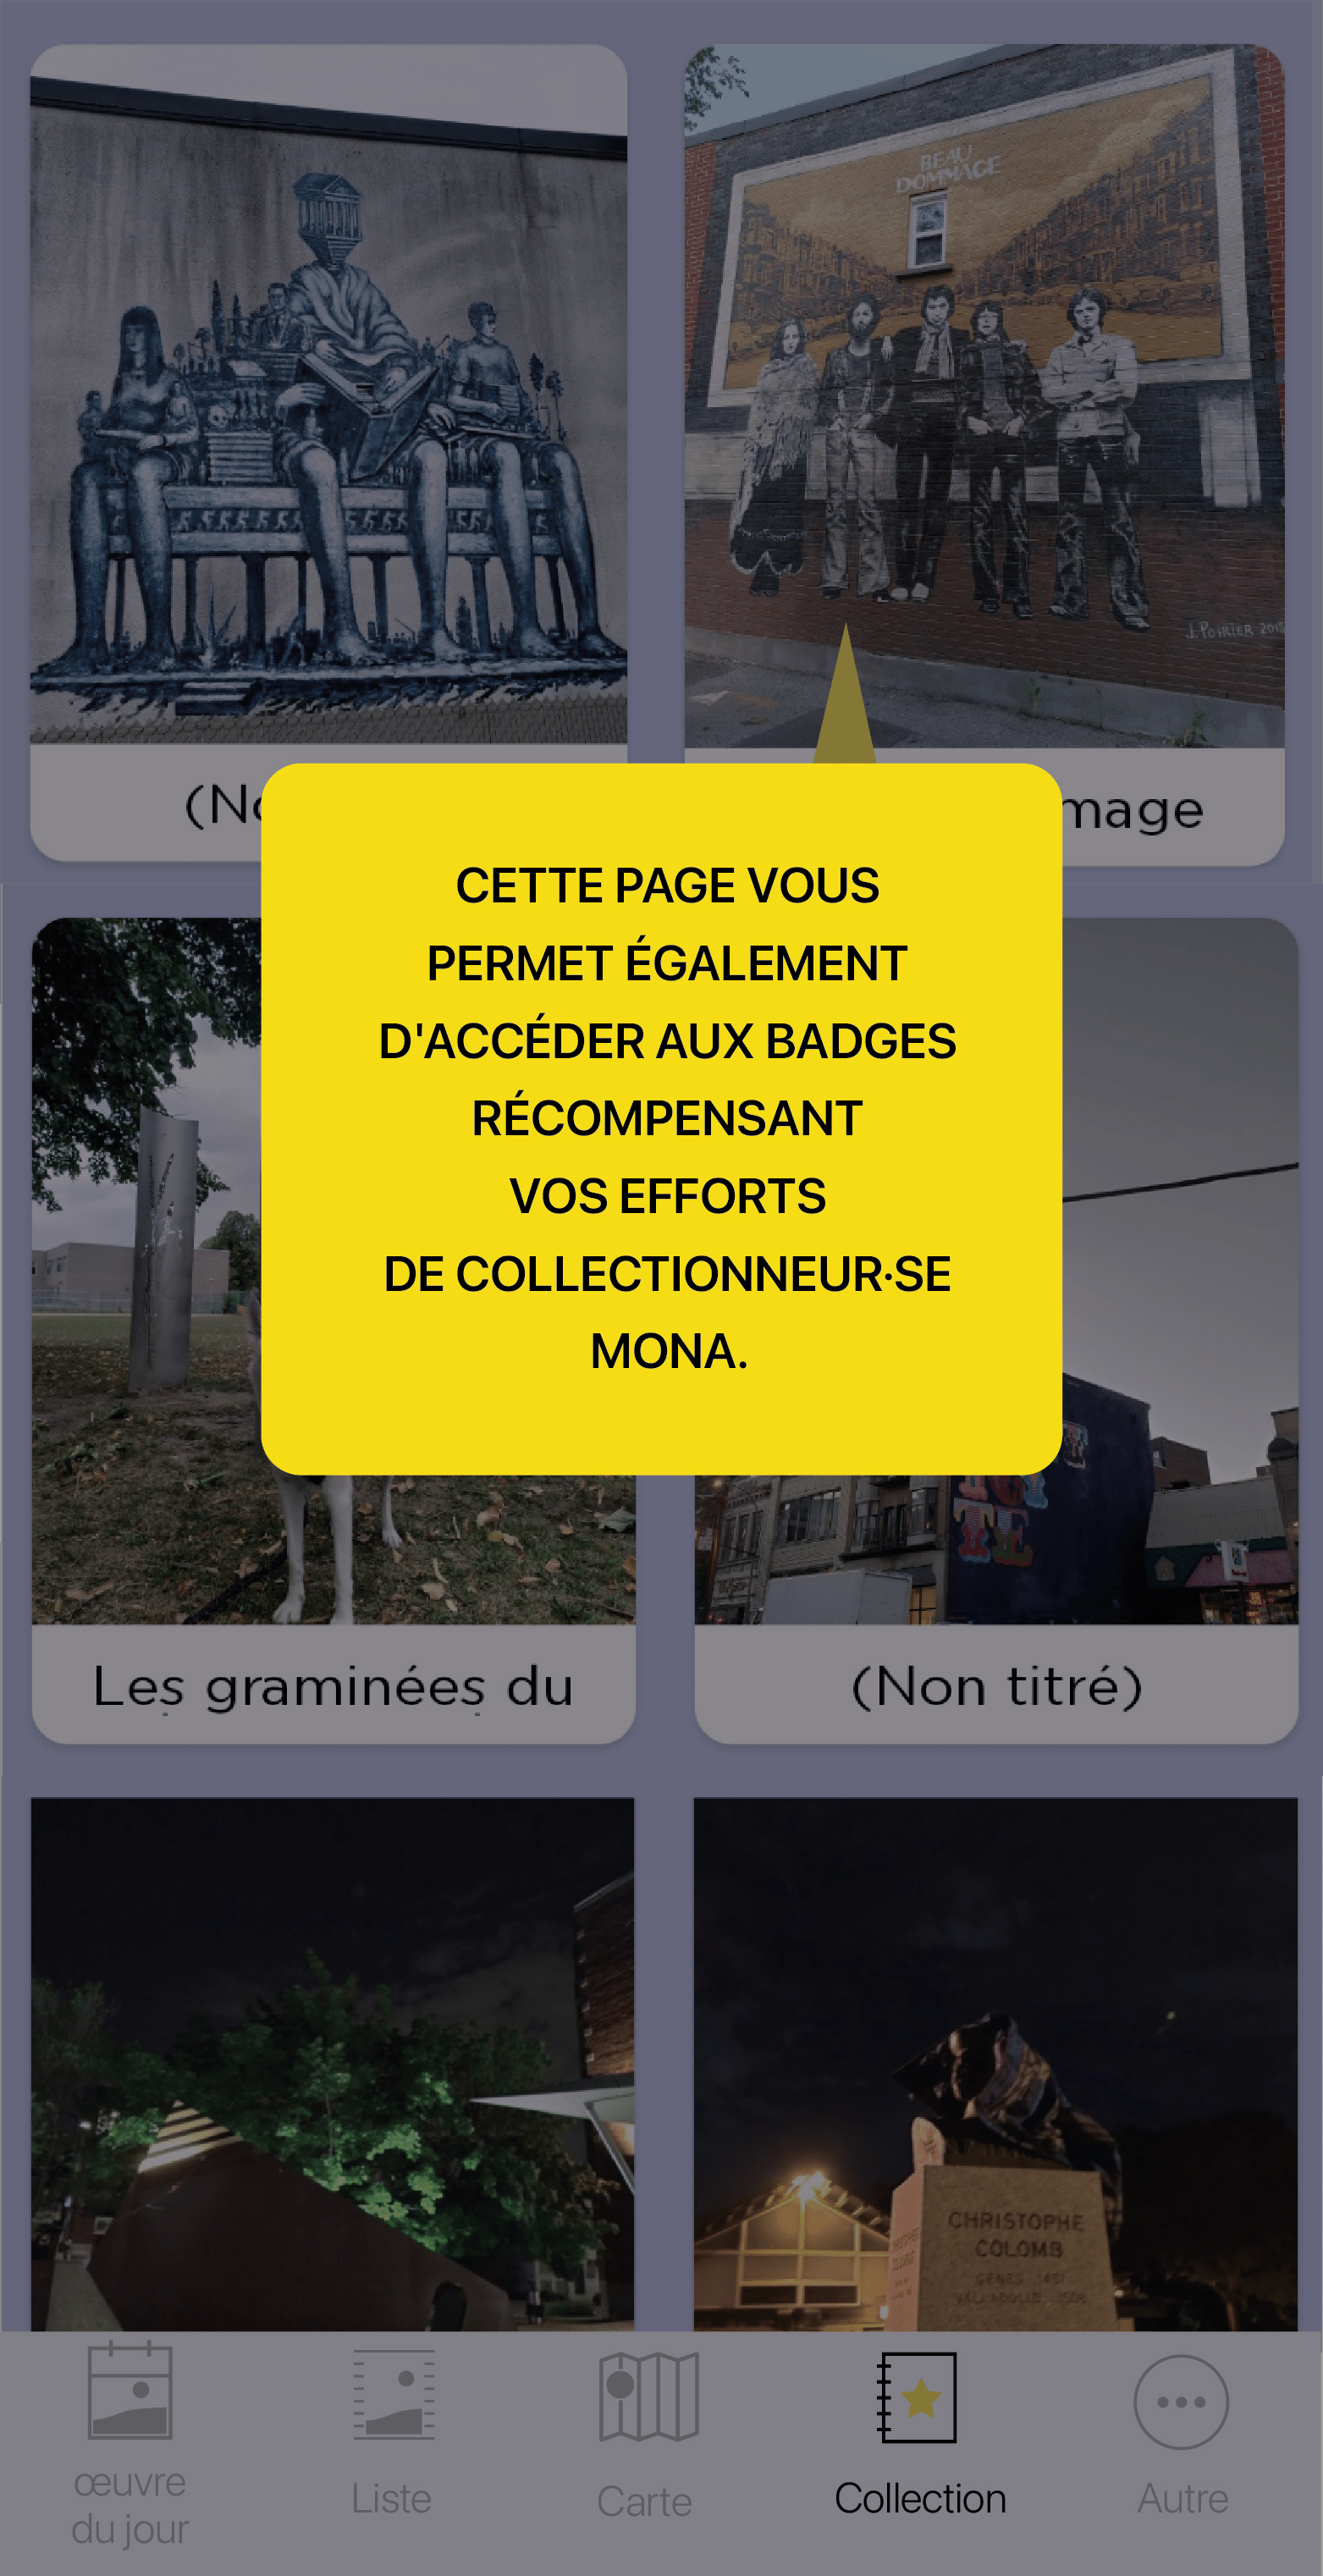 BEAU
DOMMAGE
J. POIRIER 2015
(No
mage
CETTE PAGE VOUS
PERMET ÉGALEMENT
D'ACCÉDER AUX BADGES
RÉCOMPENSANT
VOS EFFORTS
DE COLLECTIONNEUR·SE
MONA.
TE
Les graminées du
(Non titré)
CHRISTOPHE
COLOMB
œuvre
du jour
Liste
Carte
Collection
Autre